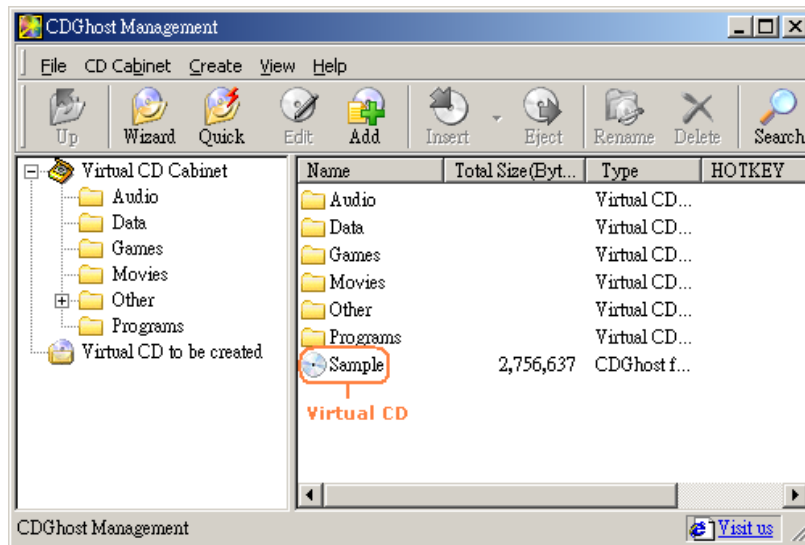 CDGhost Management
File CD Cabinet Create View Help
Up Wizard Quick Edit Add Insert Eject Rename Delete Search
Virtual CD Cabinet
Audio
Data
Games
Movies
Other
Programs
Virtual CD to be created
Name Total Size(Byt... Type HOTKEY
Audio Virtual CD...
Data Virtual CD...
Games Virtual CD...
Movies Virtual CD...
Other Virtual CD...
Programs Virtual CD...
Sample 2,756,637 CDGhost f...
Virtual CD
CDGhost Management Visit us